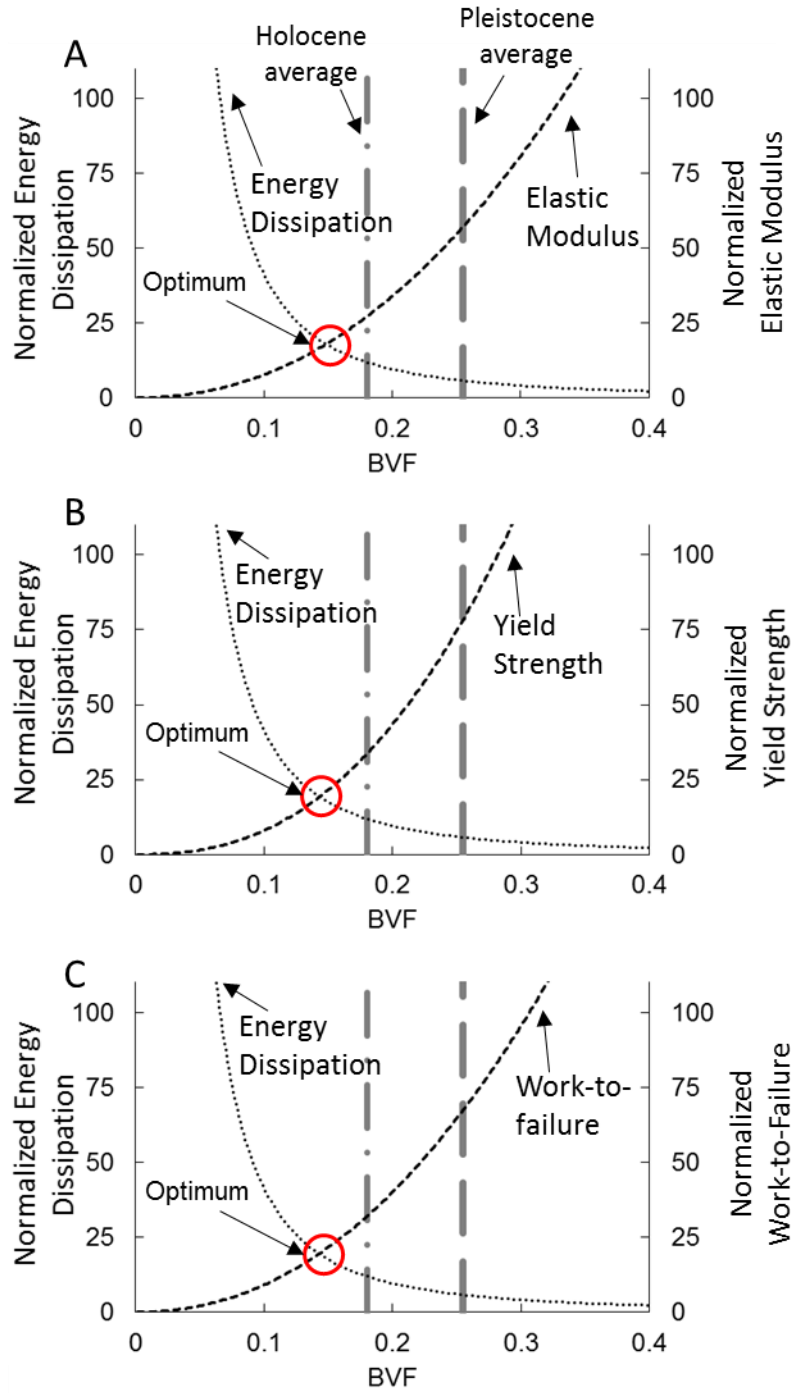 A
Holocene
average
Pleistocene
average
100
75
50
25
0
Normalized Energy
Dissipation
Energy
Dissipation
Optimum
Elastic
Modulus
100
75
50
25
0
Normalized
Elastic Modulus
0
0.1
0.2
0.3
0.4
BVF
B
100
75
50
25
0
Normalized Energy
Dissipation
Energy
Dissipation
Optimum
Yield
Strength
100
75
50
25
0
Normalized
Yield Strength
0
0.1
0.2
0.3
0.4
BVF
C
100
75
50
25
0
Normalized Energy
Dissipation
Energy
Dissipation
Optimum
Work-to-
failure
100
75
50
25
0
Normalized
Work-to-Failure
0
0.1
0.2
0.3
0.4
BVF